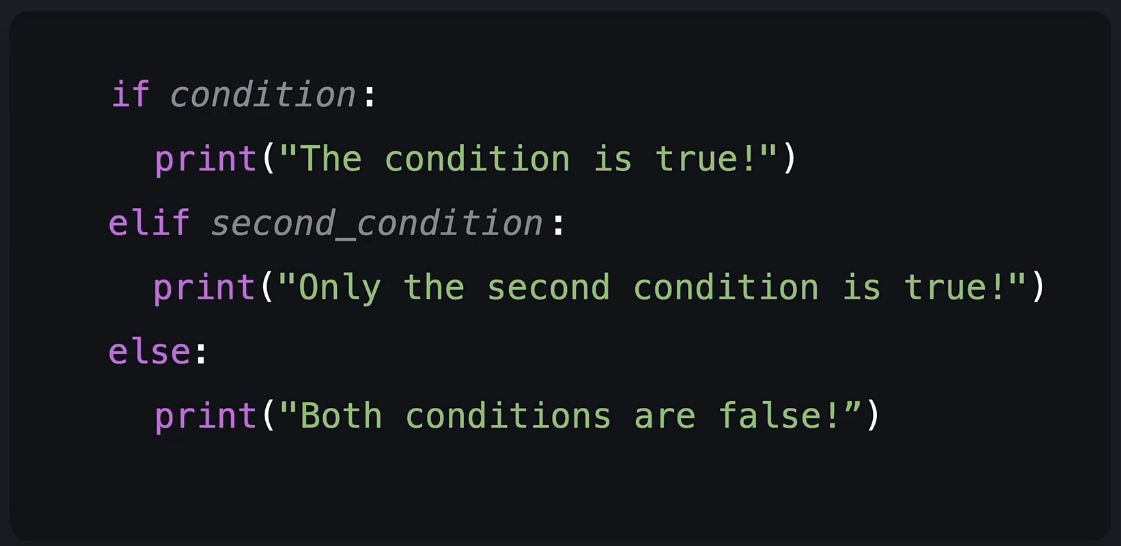 if condition:
print("The condition is true!")
elif second_condition:
print("Only the second condition is true!")
else:
print("Both conditions are false!”)